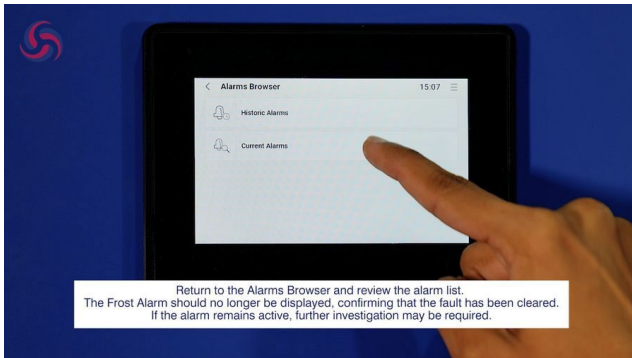 Alarms Browser 15:07
Historic Alarms
Current Alarms
Return to the Alarms Browser and review the alarm list.
The Frost Alarm should no longer be displayed, confirming that the fault has been cleared.
If the alarm remains active, further investigation may be required.